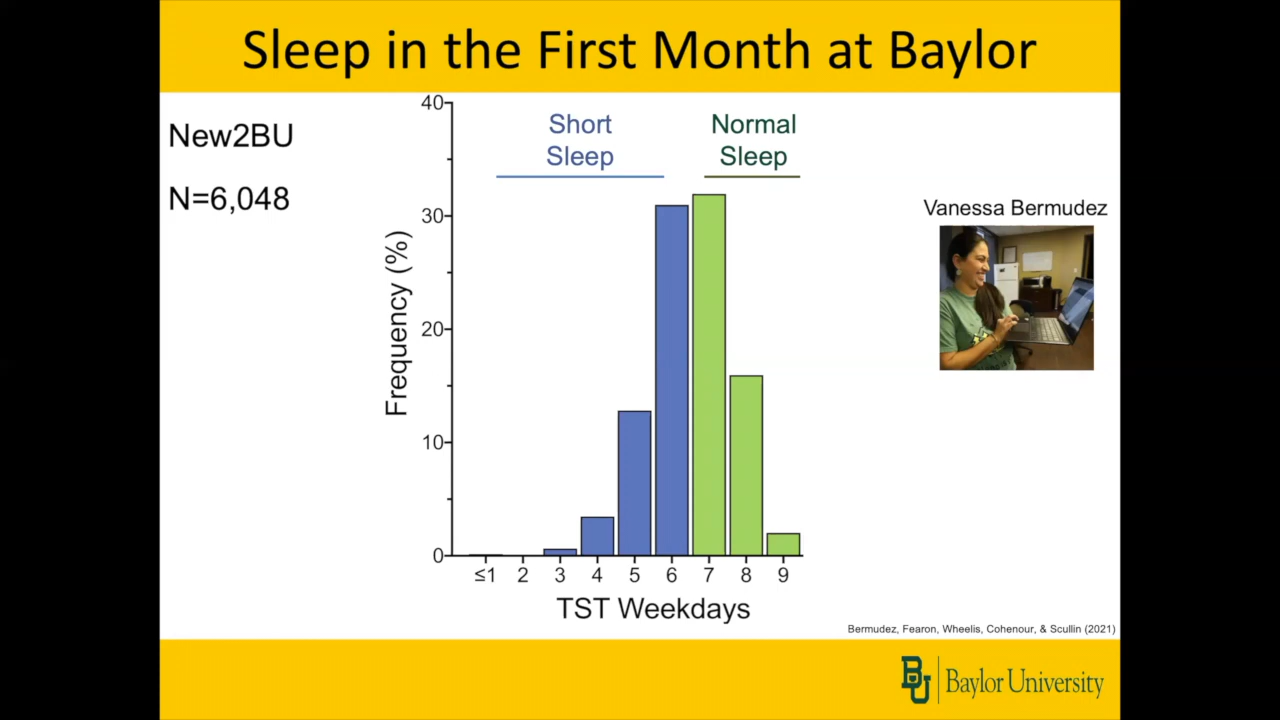 Sleep in the First Month at Baylor
New2BU
N=6,048
Short
Sleep
Normal
Sleep
Vanessa Bermudez
40
30
20
10
0
Frequency (%)
≤1 2 3 4 5 6 7 8 9
TST Weekdays
Bermudez, Fearon, Wheelis, Cohenour, & Scullin (2021)
BU Baylor University